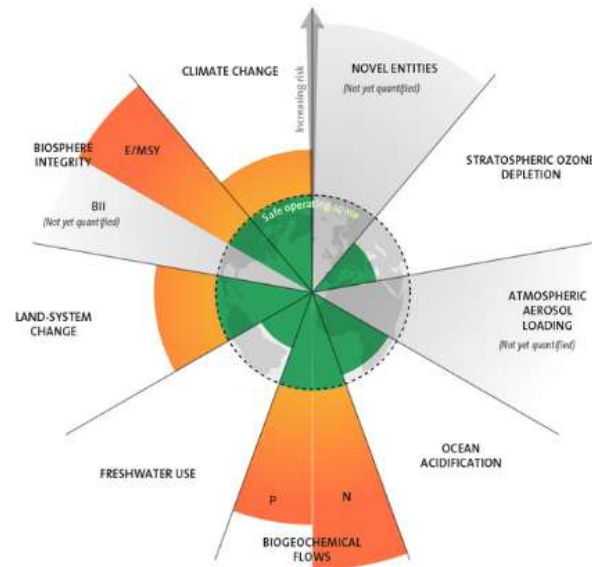 CLIMATE CHANGE
Increasing risk
NOVEL ENTITIES
(Not yet quantified)
STRATOSPHERIC OZONE
DEPLETION
BIOSPHERE
INTEGRITY
E/MSY
BII
(Not yet quantified)
Safe operating
LAND-SYSTEM
CHANGE
ATMOSPHERIC
AEROSOL
LOADING
(Not yet quantified)
FRESHWATER USE
OCEAN
ACIDIFICATION
P
N
BIOGEOCHEMICAL
FLOWS